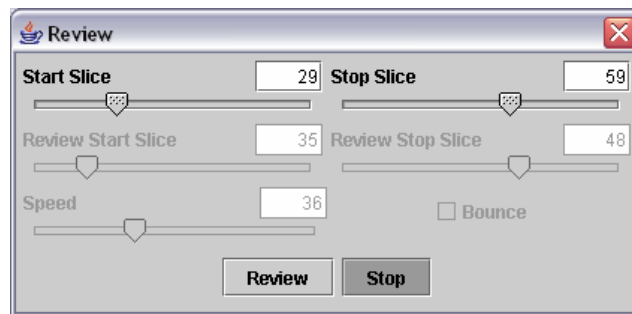 Review
Start Slice 29 Stop Slice 59
Review Start Slice 35 Review Stop Slice 48
Speed 36 Bounce
Review Stop